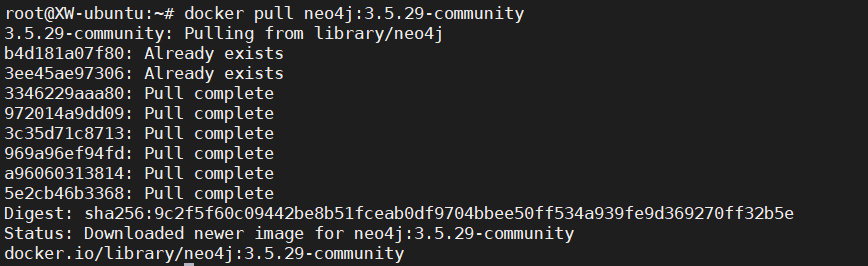 root@XW-ubuntu:~# docker pull neo4j:3.5.29-community
3.5.29-community: Pulling from library/neo4j
b4d181a07f80: Already exists
3ee45ae97306: Already exists
3346229aaa80: Pull complete
972014a9dd09: Pull complete
3c35d71c8713: Pull complete
969a96ef94fd: Pull complete
a96060313814: Pull complete
5e2cb46b3368: Pull complete
Digest: sha256:9c2f5f60c09442be8b51fceab0df9704bbee50ff534a939fe9d369270ff32b5e
Status: Downloaded newer image for neo4j:3.5.29-community
docker.io/library/neo4j:3.5.29-community